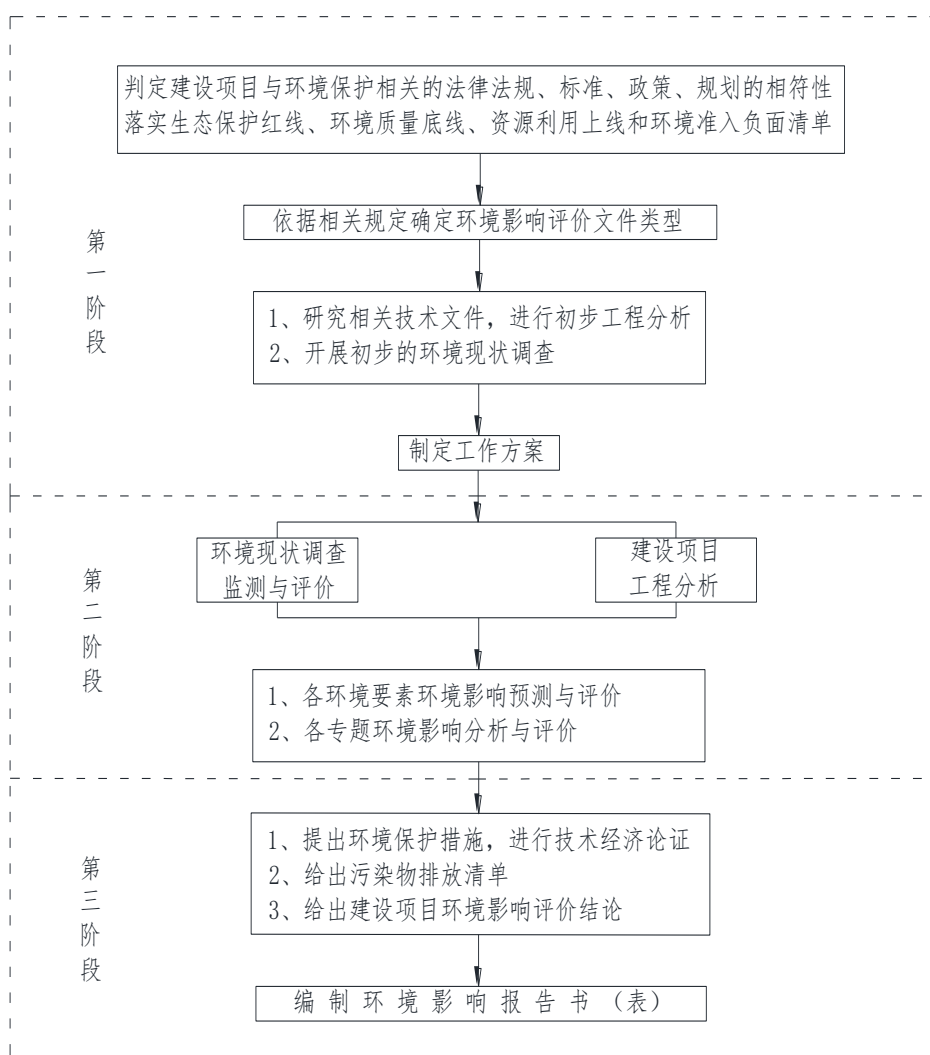 判定建设项目与环境保护相关的法律法规、标准、政策、规划的相符性
落实生态保护红线、环境质量底线、资源利用上线和环境准入负面清单
依据相关规定确定环境影响评价文件类型
第一阶段
1、研究相关技术文件，进行初步工程分析
2、开展初步的环境现状调查
制定工作方案
第二阶段
环境现状调查
监测与评价
建设项目
工程分析
1、各环境要素环境影响预测与评价
2、各专题环境影响分析与评价
第三阶段
1、提出环境保护措施，进行技术经济论证
2、给出污染物排放清单
3、给出建设项目环境影响评价结论
编制环境影响报告书（表）